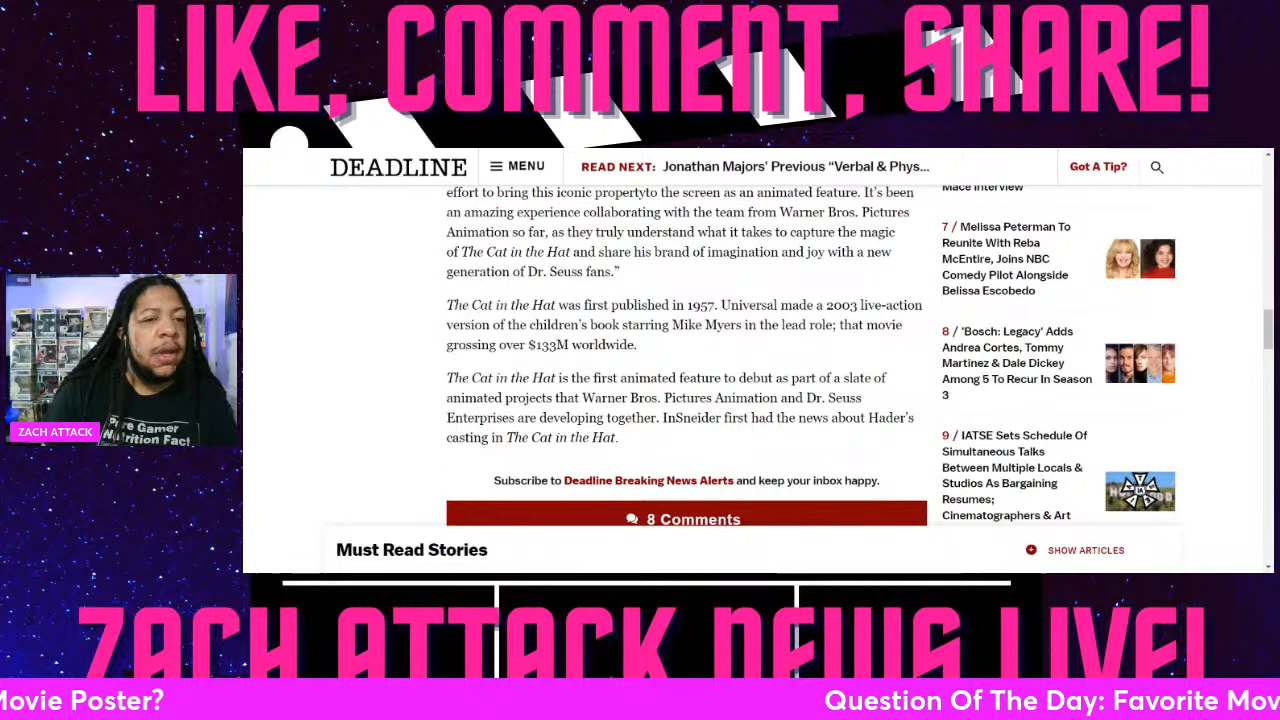 LIKE, COMMENT, SHARE!
DEADLINE
MENU
READ NEXT: Jonathan Majors’ Previous “Verbal & Phys...
Got A Tip?
effort to bring this iconic propertyto the screen as an animated feature. It’s been
an amazing experience collaborating with the team from Warner Bros. Pictures
Animation so far, as they truly understand what it takes to capture the magic
of The Cat in the Hat and share his brand of imagination and joy with a new
generation of Dr. Seuss fans.”
The Cat in the Hat was first published in 1957. Universal made a 2003 live-action
version of the children’s book starring Mike Myers in the lead role; that movie
grossing over $133M worldwide.
The Cat in the Hat is the first animated feature to debut as part of a slate of
animated projects that Warner Bros. Pictures Animation and Dr. Seuss
Enterprises are developing together. InSneider first had the news about Hader’s
casting in The Cat in the Hat.
Subscribe to Deadline Breaking News Alerts and keep your inbox happy.
8 Comments
Mace Interview
7 / Melissa Peterman To
Reunite With Reba
McEntire, Joins NBC
Comedy Pilot Alongside
Belissa Escobedo
8 / 'Bosch: Legacy' Adds
Andrea Cortes, Tommy
Martinez & Dale Dickey
Among 5 To Recur In Season
3
9 / IATSE Sets Schedule Of
Simultaneous Talks
Between Multiple Locals &
Studios As Bargaining
Resumes;
Cinematographers & Art
Must Read Stories
SHOW ARTICLES
Pure Gamer
Nutrition Fact
ZACH ATTACK
ZACH ATTACK NEWS LIVE!
Movie Poster?
Question Of The Day: Favorite Mov